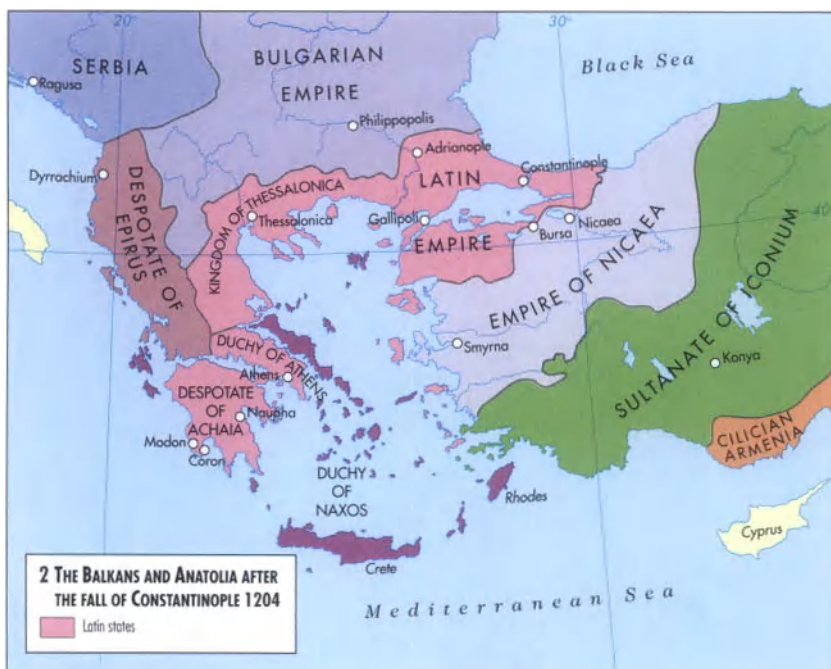 20°
30°
SERBIA
BULGARIAN
EMPIRE
Black Sea
Ragusa
Philippopolis
Adrianople
Constantinople
Dyrrachium
DESPOTATE OF
EPIRUS
KINGDOM OF THESSALONICA
LATIN
EMPIRE
Thessalonica
Gallipoli
Nicaea
Bursa
40°
EMPIRE OF NICAEA
SULTANATE OF ICONIUM
Smyrna
Konya
DUCHY OF ATHENS
Athens
DESPOTATE
OF
ACHAIA
Nauplia
Modon
Coron
CILICIAN
ARMENIA
DUCHY
OF
NAXOS
Rhodes
Cyprus
Crete
Mediterranean Sea
2 THE BALKANS AND ANATOLIA AFTER
THE FALL OF CONSTANTINOPLE 1204
Latin states